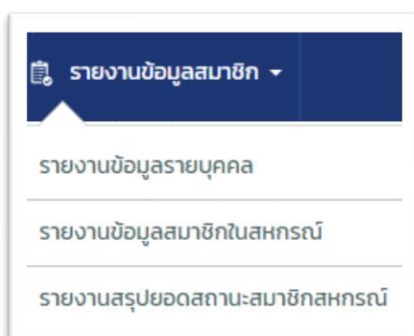 รายงานข้อมูลสมาชิก
รายงานข้อมูลรายบุคคล
รายงานข้อมูลสมาชิกในสหกรณ์
รายงานสรุปยอดสถานะสมาชิกสหกรณ์